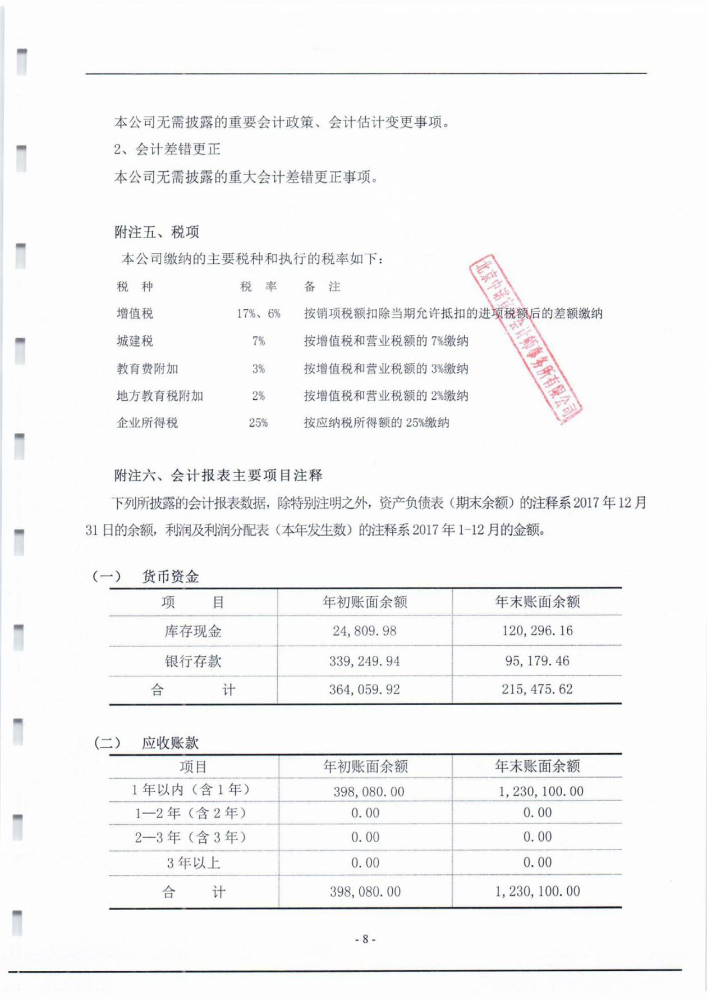 本公司无需披露的重要会计政策、会计估计变更事项。
2、会计差错更正
本公司无需披露的重大会计差错更正事项。
附注五、税项
本公司缴纳的主要税种和执行的税率如下：
税 种 税 率 备 注
增值税 17%、6% 按销项税额扣除当期允许抵扣的进项税额后的差额缴纳
城建税 7% 按增值税和营业税额的 7%缴纳
教育费附加 3% 按增值税和营业税额的 3%缴纳
地方教育税附加 2% 按增值税和营业税额的 2%缴纳
企业所得税 25% 按应纳税所得额的 25%缴纳
会计师事务所有限公司
附注六、会计报表主要项目注释
下列所披露的会计报表数据，除特别注明之外，资产负债表（期末余额）的注释系 2017 年 12 月
31 日的余额，利润及利润分配表（本年发生数）的注释系 2017 年 1-12 月的金额。
（一） 货币资金
项 目 年初账面余额 年末账面余额
库存现金 24,809.98 120,296.16
银行存款 339,249.94 95,179.46
合 计 364,059.92 215,475.62
（二） 应收账款
项目 年初账面余额 年末账面余额
1 年以内（含 1 年） 398,080.00 1,230,100.00
1—2 年（含 2 年） 0.00 0.00
2—3 年（含 3 年） 0.00 0.00
3 年以上 0.00 0.00
合 计 398,080.00 1,230,100.00
- 8 -